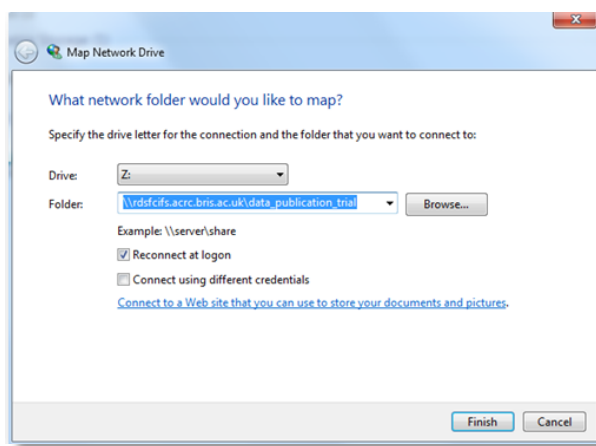 Map Network Drive
What network folder would you like to map?
Specify the drive letter for the connection and the folder that you want to connect to:
Drive: Z:
Folder: \\rdsfcifs.acrc.bris.ac.uk\data_publication_trial Browse...
Example: \\server\share
Reconnect at logon
Connect using different credentials
Connect to a Web site that you can use to store your documents and pictures.
Finish Cancel